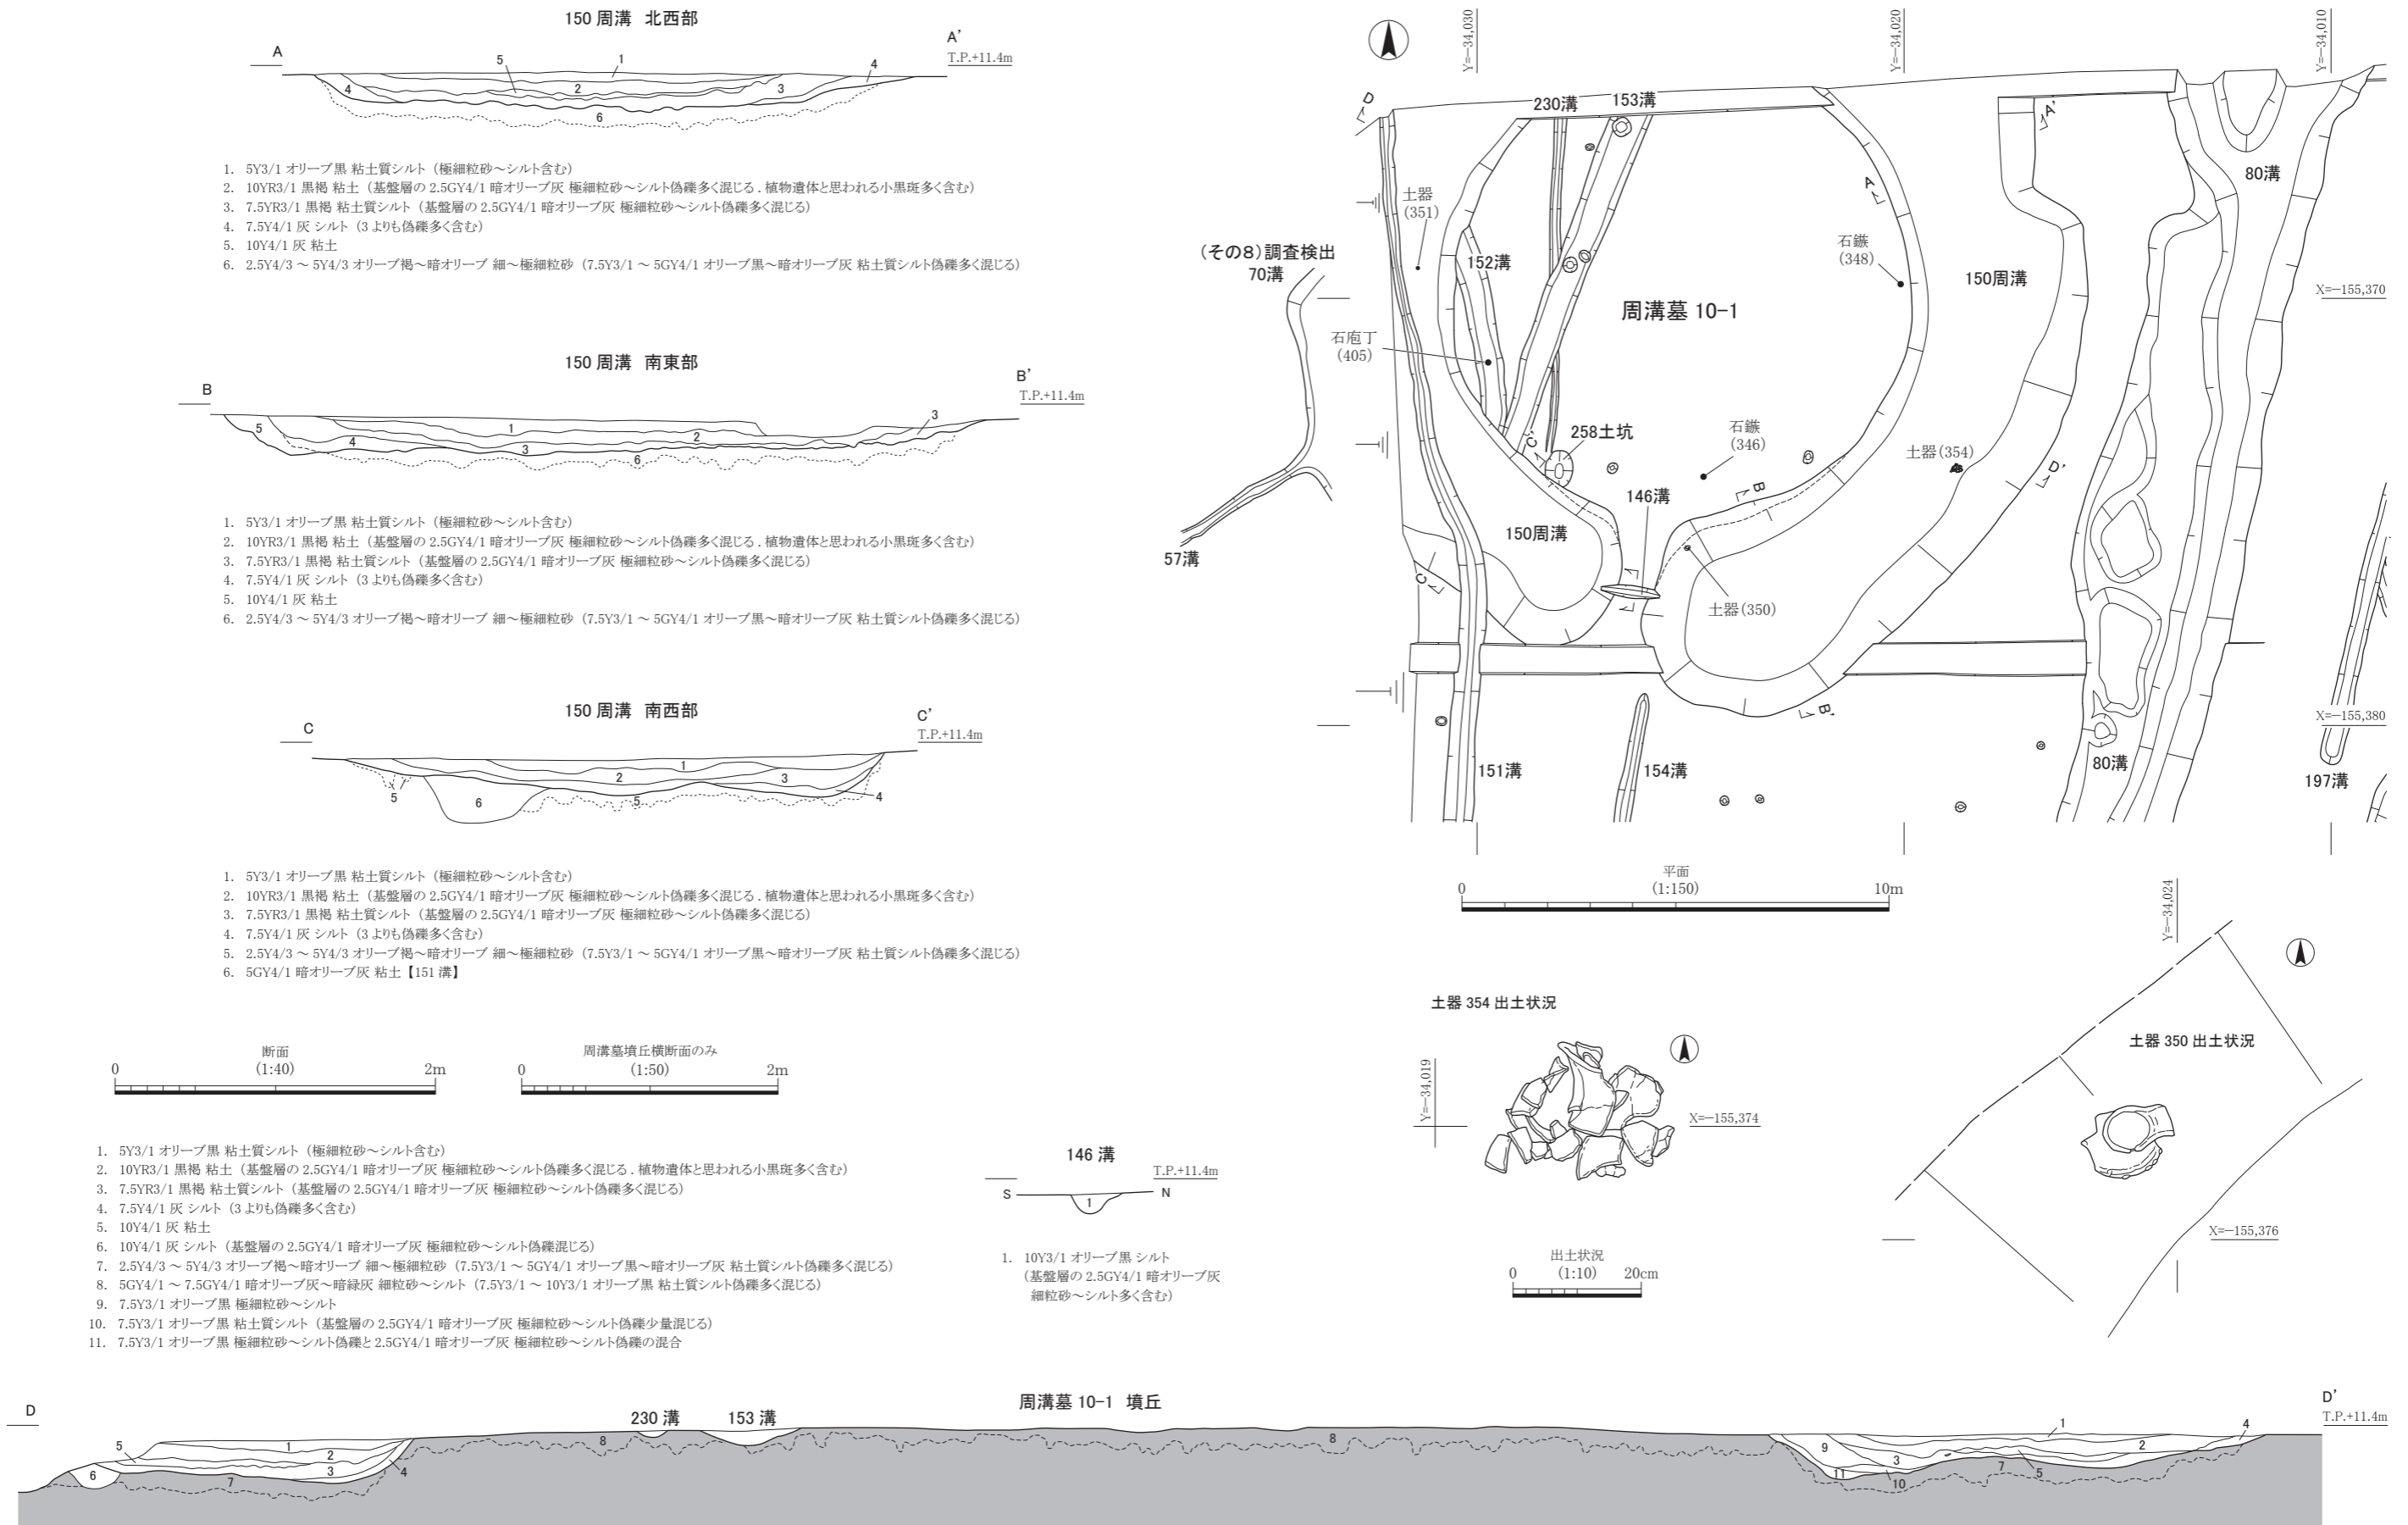 150 周溝 北西部
A
A’
T.P.+11.4m
5
1
4
4
2
3
6
1. 5Y3/1 オリーブ黒 粘土質シルト（極細粒砂～シルト含む）
2. 10YR3/1 黒褐 粘土（基盤層の 2.5GY4/1 暗オリーブ灰 極細粒砂～シルト偽礫多く混じる．植物遺体と思われる小黒斑多く含む）
3. 7.5YR3/1 黒褐 粘土質シルト（基盤層の 2.5GY4/1 暗オリーブ灰 極細粒砂～シルト偽礫多く混じる）
4. 7.5Y4/1 灰 シルト（3 よりも偽礫多く含む）
5. 10Y4/1 灰 粘土
6. 2.5Y4/3 ～ 5Y4/3 オリーブ褐～暗オリーブ 細～極細粒砂（7.5Y3/1 ～ 5GY4/1 オリーブ黒～暗オリーブ灰 粘土質シルト偽礫多く混じる）
150 周溝 南東部
B
B’
T.P.+11.4m
3
5
1
4
2
3
6
1. 5Y3/1 オリーブ黒 粘土質シルト（極細粒砂～シルト含む）
2. 10YR3/1 黒褐 粘土（基盤層の 2.5GY4/1 暗オリーブ灰 極細粒砂～シルト偽礫多く混じる．植物遺体と思われる小黒斑多く含む）
3. 7.5YR3/1 黒褐 粘土質シルト（基盤層の 2.5GY4/1 暗オリーブ灰 極細粒砂～シルト偽礫多く混じる）
4. 7.5Y4/1 灰 シルト（3 よりも偽礫多く含む）
5. 10Y4/1 灰 粘土
6. 2.5Y4/3 ～ 5Y4/3 オリーブ褐～暗オリーブ 細～極細粒砂（7.5Y3/1 ～ 5GY4/1 オリーブ黒～暗オリーブ灰 粘土質シルト偽礫多く混じる）
150 周溝 南西部
C
C’
T.P.+11.4m
1
2
3
5
6
5
4
1. 5Y3/1 オリーブ黒 粘土質シルト（極細粒砂～シルト含む）
2. 10YR3/1 黒褐 粘土（基盤層の 2.5GY4/1 暗オリーブ灰 極細粒砂～シルト偽礫多く混じる．植物遺体と思われる小黒斑多く含む）
3. 7.5YR3/1 黒褐 粘土質シルト（基盤層の 2.5GY4/1 暗オリーブ灰 極細粒砂～シルト偽礫多く混じる）
4. 7.5Y4/1 灰 シルト（3 よりも偽礫多く含む）
5. 2.5Y4/3 ～ 5Y4/3 オリーブ褐～暗オリーブ 細～極細粒砂（7.5Y3/1 ～ 5GY4/1 オリーブ黒～暗オリーブ灰 粘土質シルト偽礫多く混じる）
6. 5GY4/1 暗オリーブ灰 粘土【151 溝】
断面
0 (1:40) 2m
周溝墓墳丘横断面のみ
0 (1:50) 2m
1. 5Y3/1 オリーブ黒 粘土質シルト（極細粒砂～シルト含む）
2. 10YR3/1 黒褐 粘土（基盤層の 2.5GY4/1 暗オリーブ灰 極細粒砂～シルト偽礫多く混じる．植物遺体と思われる小黒斑多く含む）
3. 7.5YR3/1 黒褐 粘土質シルト（基盤層の 2.5GY4/1 暗オリーブ灰 極細粒砂～シルト偽礫多く混じる）
4. 7.5Y4/1 灰 シルト（3 よりも偽礫多く含む）
5. 10Y4/1 灰 粘土
6. 10Y4/1 灰 シルト（基盤層の 2.5GY4/1 暗オリーブ灰 極細粒砂～シルト偽礫混じる）
7. 2.5Y4/3 ～ 5Y4/3 オリーブ褐～暗オリーブ 細～極細粒砂（7.5Y3/1 ～ 5GY4/1 オリーブ黒～暗オリーブ灰 粘土質シルト偽礫多く混じる）
8. 5GY4/1 ～ 7.5GY4/1 暗オリーブ灰～暗緑灰 細粒砂～シルト（7.5Y3/1 ～ 10Y3/1 オリーブ黒 粘土質シルト偽礫多く混じる）
9. 7.5Y3/1 オリーブ黒 極細粒砂～シルト
10. 7.5Y3/1 オリーブ黒 粘土質シルト（基盤層の 2.5GY4/1 暗オリーブ灰 極細粒砂～シルト偽礫少量混じる）
11. 7.5Y3/1 オリーブ黒 極細粒砂～シルト偽礫と 2.5GY4/1 暗オリーブ灰 極細粒砂～シルト偽礫の混合
146 溝
T.P.+11.4m
S
N
1
1. 10Y3/1 オリーブ黒 シルト
（基盤層の 2.5GY4/1 暗オリーブ灰
細粒砂～シルト多く含む）
Y=-34,030
Y=-34,020
Y=-34,010
D
230溝
153溝
A’
80溝
土器
(351)
A
（その8）調査検出
70溝
152溝
石鏃
(348)
150周溝
周溝墓 10-1
X=-155,370
石庖丁
(405)
C’
258土坑
石鏃
(346)
土器(354)
D’
B
146溝
150周溝
57溝
C
土器(350)
B’
X=-155,380
151溝
154溝
80溝
197溝
平面
0 (1:150) 10m
土器 354 出土状況
Y=-34,019
X=-155,374
出土状況
0 (1:10) 20cm
Y=-34,024
土器 350 出土状況
X=-155,376
周溝墓 10-1 墳丘
D
D’
T.P.+11.4m
230 溝
153 溝
5
1
2
3
4
6
7
8
8
9
11
3
10
7
5
1
2
4